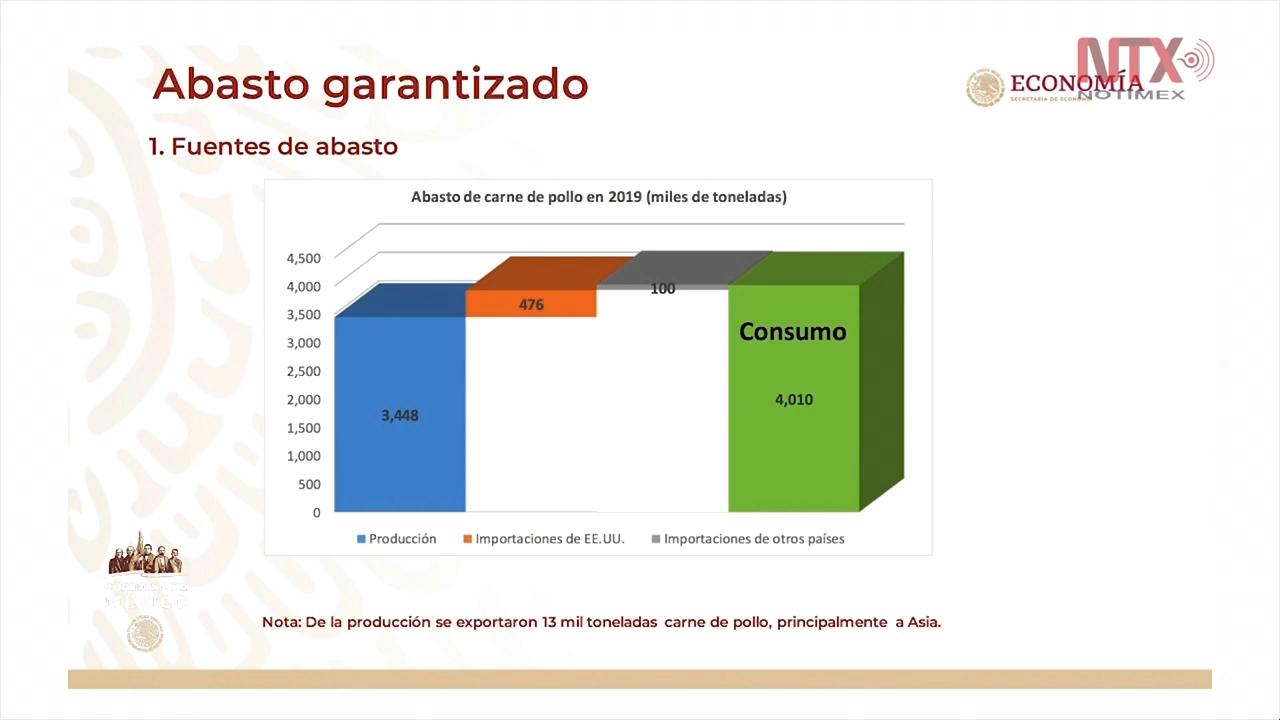 Abasto garantizado
NTX
NOTIMEX
ECONOMÍA
SECRETARÍA DE ECONOMÍA
1. Fuentes de abasto
Abasto de carne de pollo en 2019 (miles de toneladas)
4,500
4,000
3,500
3,000
2,500
2,000
1,500
1,000
500
0
3,448
476
100
Consumo
4,010
Producción
Importaciones de EE.UU.
Importaciones de otros países
Nota: De la producción se exportaron 13 mil toneladas carne de pollo, principalmente a Asia.